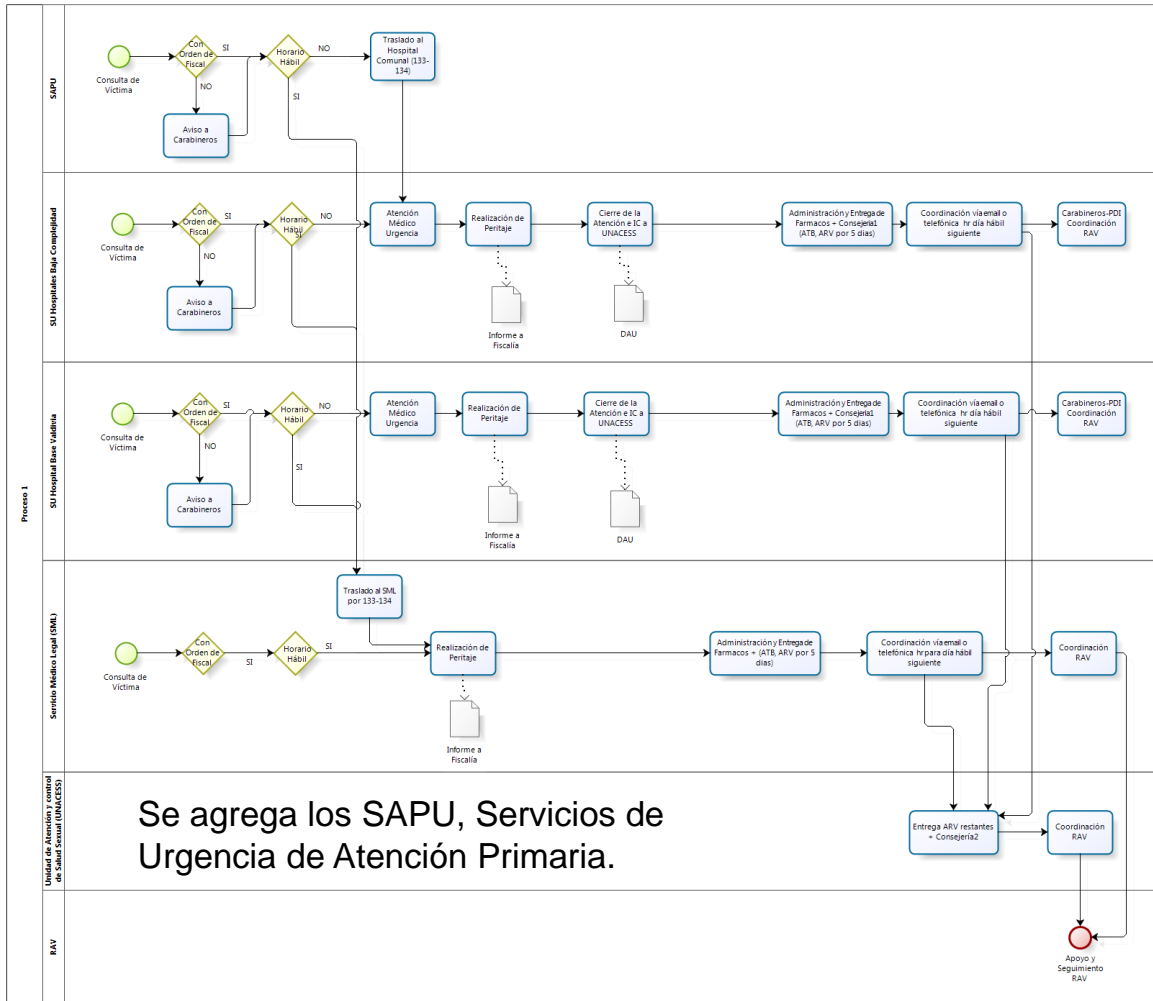 Proceso 1
SAPU
Consulta de
Víctima
Con
Orden de
Fiscal
SI
NO
Aviso a
Carabineros
Horario
Hábil
NO
SI
Traslado al
Hospital
Comunal (133-
134)
SU Hospitales Baja Complejidad
Consulta de
Víctima
Con
Orden de
Fiscal
SI
NO
Aviso a
Carabineros
Horario
Hábil
NO
SI
Atención
Médico
Urgencia
Realización de
Peritaje
Informe a
Fiscalía
Cierre de la
Atención e IC a
UNACESS
DAU
Administración y Entrega de
Farmacos + Consejería1
(ATB, ARV por 5 dias)
Coordinación vía email o
telefónica hr día hábil
siguiente
Carabineros-PDI
Coordinación
RAV
SU Hospital Base Valdivia
Consulta de
Víctima
Con
Orden de
Fiscal
SI
NO
Aviso a
Carabineros
Horario
Hábil
NO
SI
Atención
Médico
Urgencia
Realización de
Peritaje
Informe a
Fiscalía
Cierre de la
Atención e IC a
UNACESS
DAU
Administración y Entrega de
Farmacos + Consejería1
(ATB, ARV por 5 dias)
Coordinación vía email o
telefónica hr día hábil
siguiente
Carabineros-PDI
Coordinación
RAV
Serricio Médico Legal (SML)
Traslado al SML
por 133-134
Consulta de
Víctima
Con
Orden de
Fiscal
SI
Horario
Hábil
SI
Realización de
Peritaje
Informe a
Fiscalía
Administración y Entrega de
Farmacos + (ATB, ARV por 5
dias)
Coordinación vía email o
telefónica hr para día hábil
siguiente
Coordinación
RAV
Unidad de Atención y control
de Salud Sexual (UNACESS)
Se agrega los SAPU, Servicios de
Urgencia de Atención Primaria.
Entrega ARV restantes
+ Consejería2
Coordinación
RAV
RAV
Apoyo y
Seguimiento
RAV